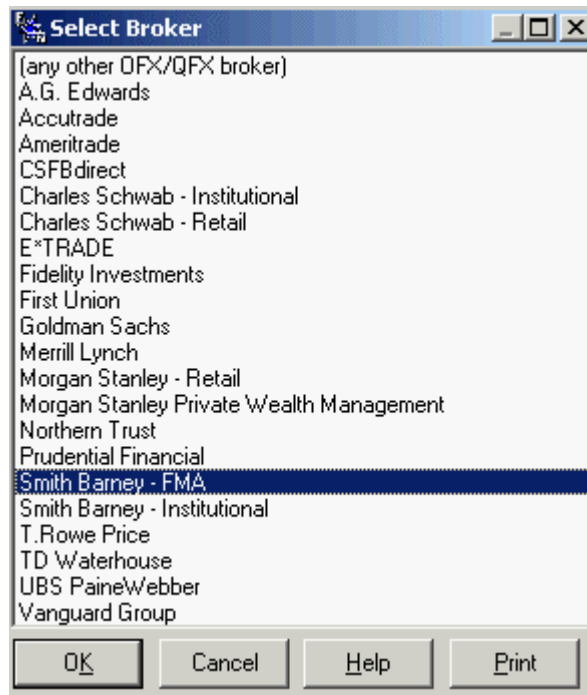 Select Broker
(any other OFX/QFX broker)
A.G. Edwards
Accutrade
Ameritrade
CSFBdirect
Charles Schwab - Institutional
Charles Schwab - Retail
E*TRADE
Fidelity Investments
First Union
Goldman Sachs
Merrill Lynch
Morgan Stanley - Retail
Morgan Stanley Private Wealth Management
Northern Trust
Prudential Financial
Smith Barney - FMA
Smith Barney - Institutional
T.Rowe Price
TD Waterhouse
UBS PaineWebber
Vanguard Group
OK Cancel Help Print